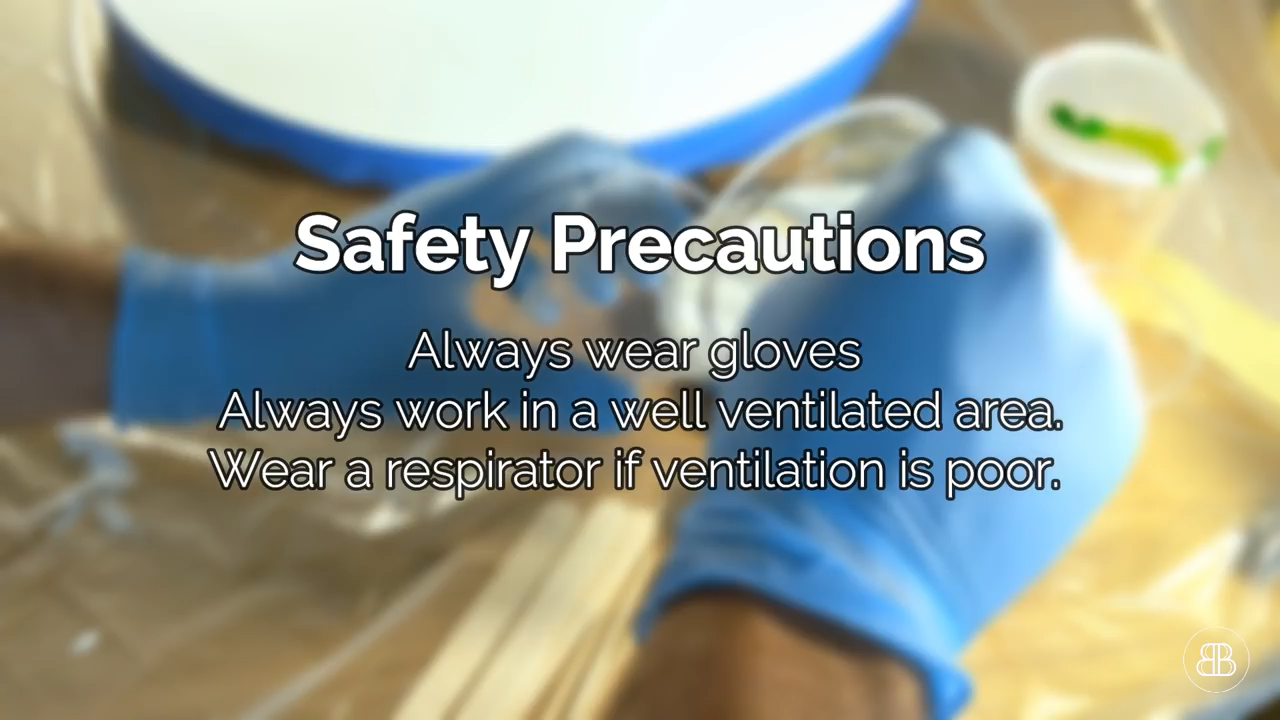 Safety Precautions
Always wear gloves
Always work in a well ventilated area.
Wear a respirator if ventilation is poor.